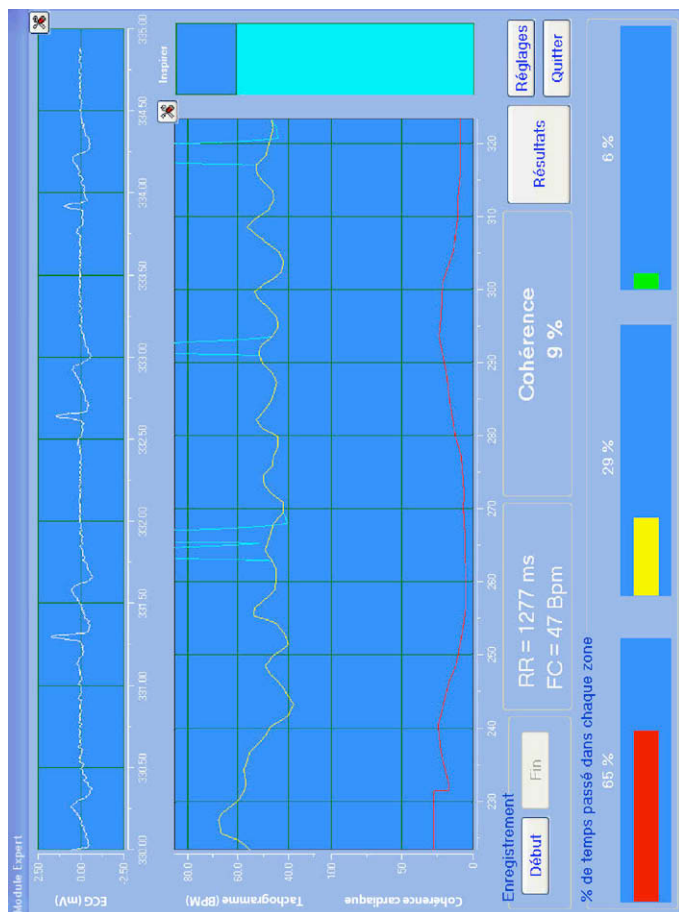 Module Expert
ECG (mV)
2.50
0.00
-2.50
330.00 330.50 331.00 331.50 332.00 332.50 333.00 333.50 334.00 334.50 335.00
Tachogramme (BPM)
80.0
60.0
40.0
Cohérence cardiaque
50
0
230 240 250 260 270 280 290 300 310 320
Inspirer
Enregistrement
Début
Fin
RR = 1277 ms
FC = 47 Bpm
Cohérence
9 %
Résultats
Réglages
Quitter
% de temps passé dans chaque zone
65 %
29 %
6 %